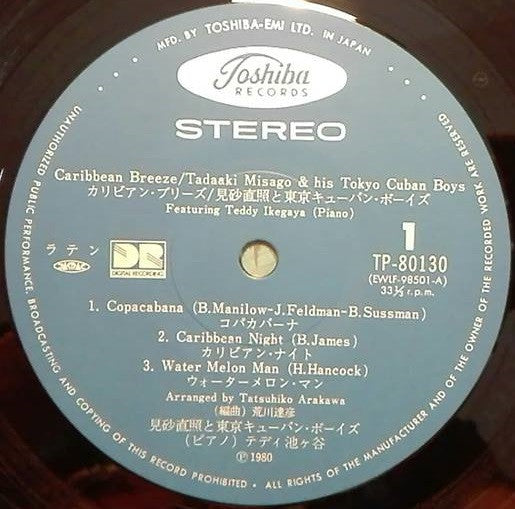 MFD. BY TOSHIBA-EMI LTD. IN JAPAN
Toshiba
RECORDS
STEREO
Caribbean Breeze/Tadaaki Misago & his Tokyo Cuban Boys
カリビアン・ブリーズ/見砂直照と東京キューバン・ボーイズ
Featuring Teddy Ikegaya (Piano)
ラテン
DR
DIGITAL RECORDING
1
TP-80130
(EWLF-98501-A)
33⅓ r.p.m.
1. Copacabana (B.Manilow-J.Feldman-B.Sussman)
コパカバーナ
2. Caribbean Night (B.James)
カリビアン・ナイト
3. Water Melon Man (H.Hancock)
ウォーターメロン・マン
Arranged by Tatsuhiko Arakawa
(編曲) 荒川達彦
見砂直照と東京キューバン・ボーイズ
(ピアノ) テディ池ヶ谷
℗ 1980
UNAUTHORIZED PUBLIC PERFORMANCE, BROADCASTING AND COPYING OF THIS RECORD PROHIBITED • ALL RIGHTS OF THE MANUFACTURER AND OF THE OWNER OF THE RECORDED WORK ARE RESERVED